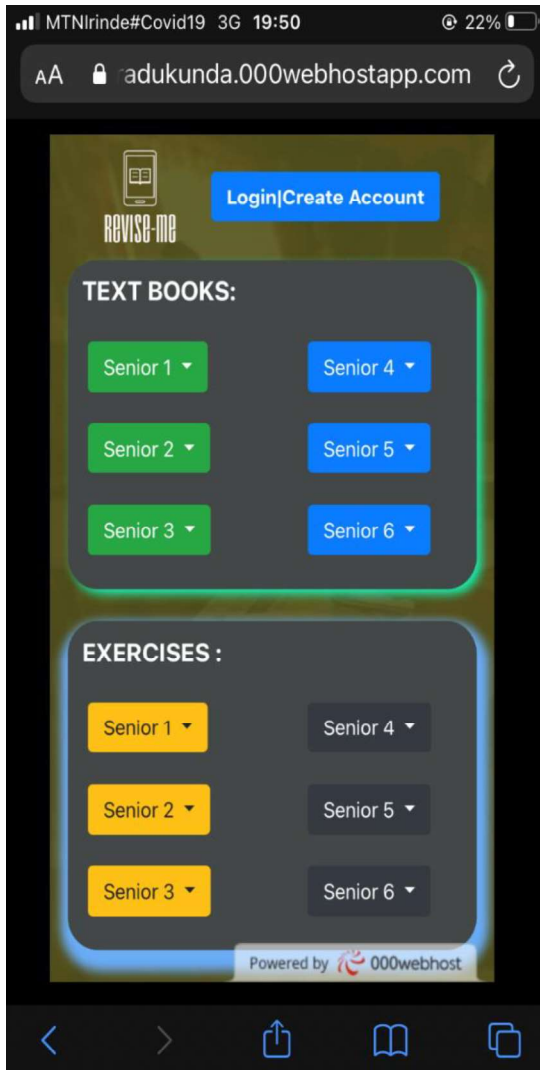 MTNIrinde#Covid19 3G 19:50 22%
AA adukunda.000webhostapp.com
Login|Create Account
Revise-me
TEXT BOOKS:
Senior 1 Senior 4
Senior 2 Senior 5
Senior 3 Senior 6
EXERCISES :
Senior 1 Senior 4
Senior 2 Senior 5
Senior 3 Senior 6
Powered by 000webhost